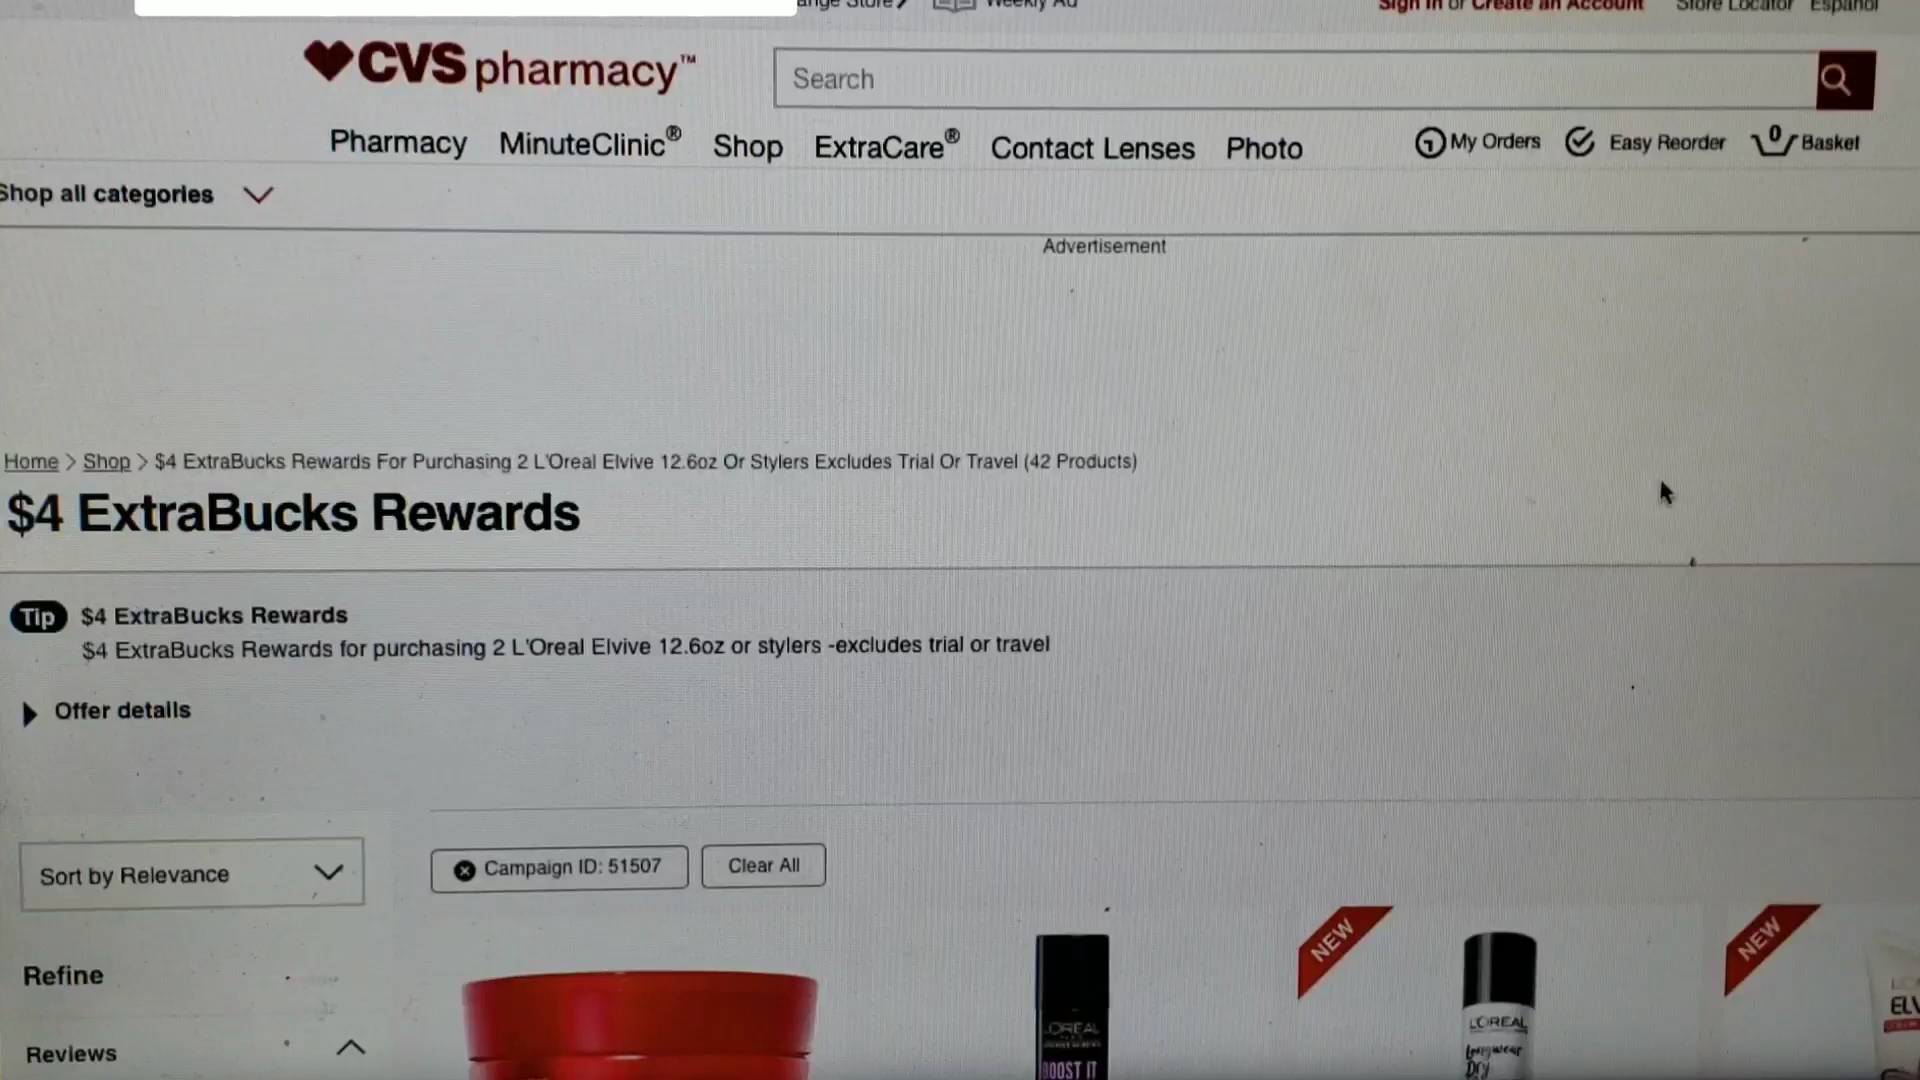 Weekly Ad
Sign in or Create an Account Store Locator Español
CVS pharmacy™
Search
Pharmacy MinuteClinic® Shop ExtraCare® Contact Lenses Photo
My Orders Easy Reorder 0 Basket
Shop all categories
Advertisement
Home > Shop > $4 ExtraBucks Rewards For Purchasing 2 L'Oreal Elvive 12.6oz Or Stylers Excludes Trial Or Travel (42 Products)
$4 ExtraBucks Rewards
Tip $4 ExtraBucks Rewards
$4 ExtraBucks Rewards for purchasing 2 L'Oreal Elvive 12.6oz or stylers -excludes trial or travel
Offer details
Sort by Relevance
Campaign ID: 51507
Clear All
Refine
Reviews
L'OREAL
BOOST IT
NEW
L'OREAL
Longwear
Dry
NEW